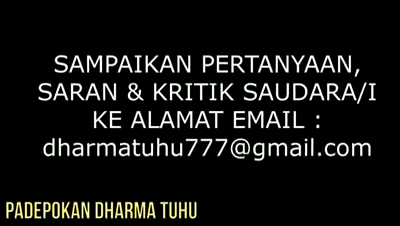 SAMPAIKAN PERTANYAAN,
SARAN & KRITIK SAUDARA/I
KE ALAMAT EMAIL :
dharmatuhu777@gmail.com
PADEPOKAN DHARMA TUHU